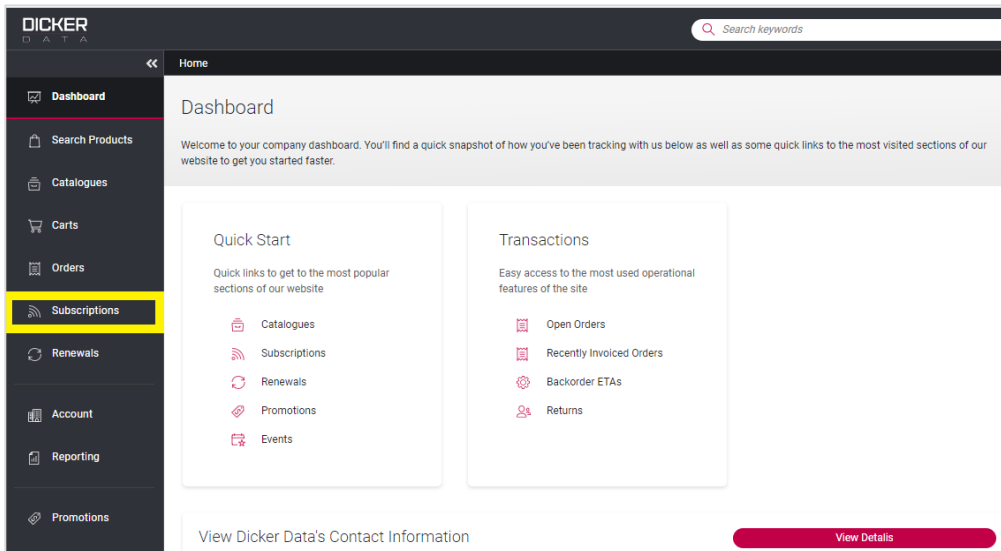 DICKER
DATA
Search keywords
Home
Dashboard
Search Products
Catalogues
Carts
Orders
Subscriptions
Renewals
Account
Reporting
Promotions
Dashboard
Welcome to your company dashboard. You'll find a quick snapshot of how you've been tracking with us below as well as some quick links to the most visited sections of our
website to get you started faster.
Quick Start
Quick links to get to the most popular
sections of our website
Catalogues
Subscriptions
Renewals
Promotions
Events
Transactions
Easy access to the most used operational
features of the site
Open Orders
Recently Invoiced Orders
Backorder ETAs
Returns
View Dicker Data's Contact Information
View Detalis